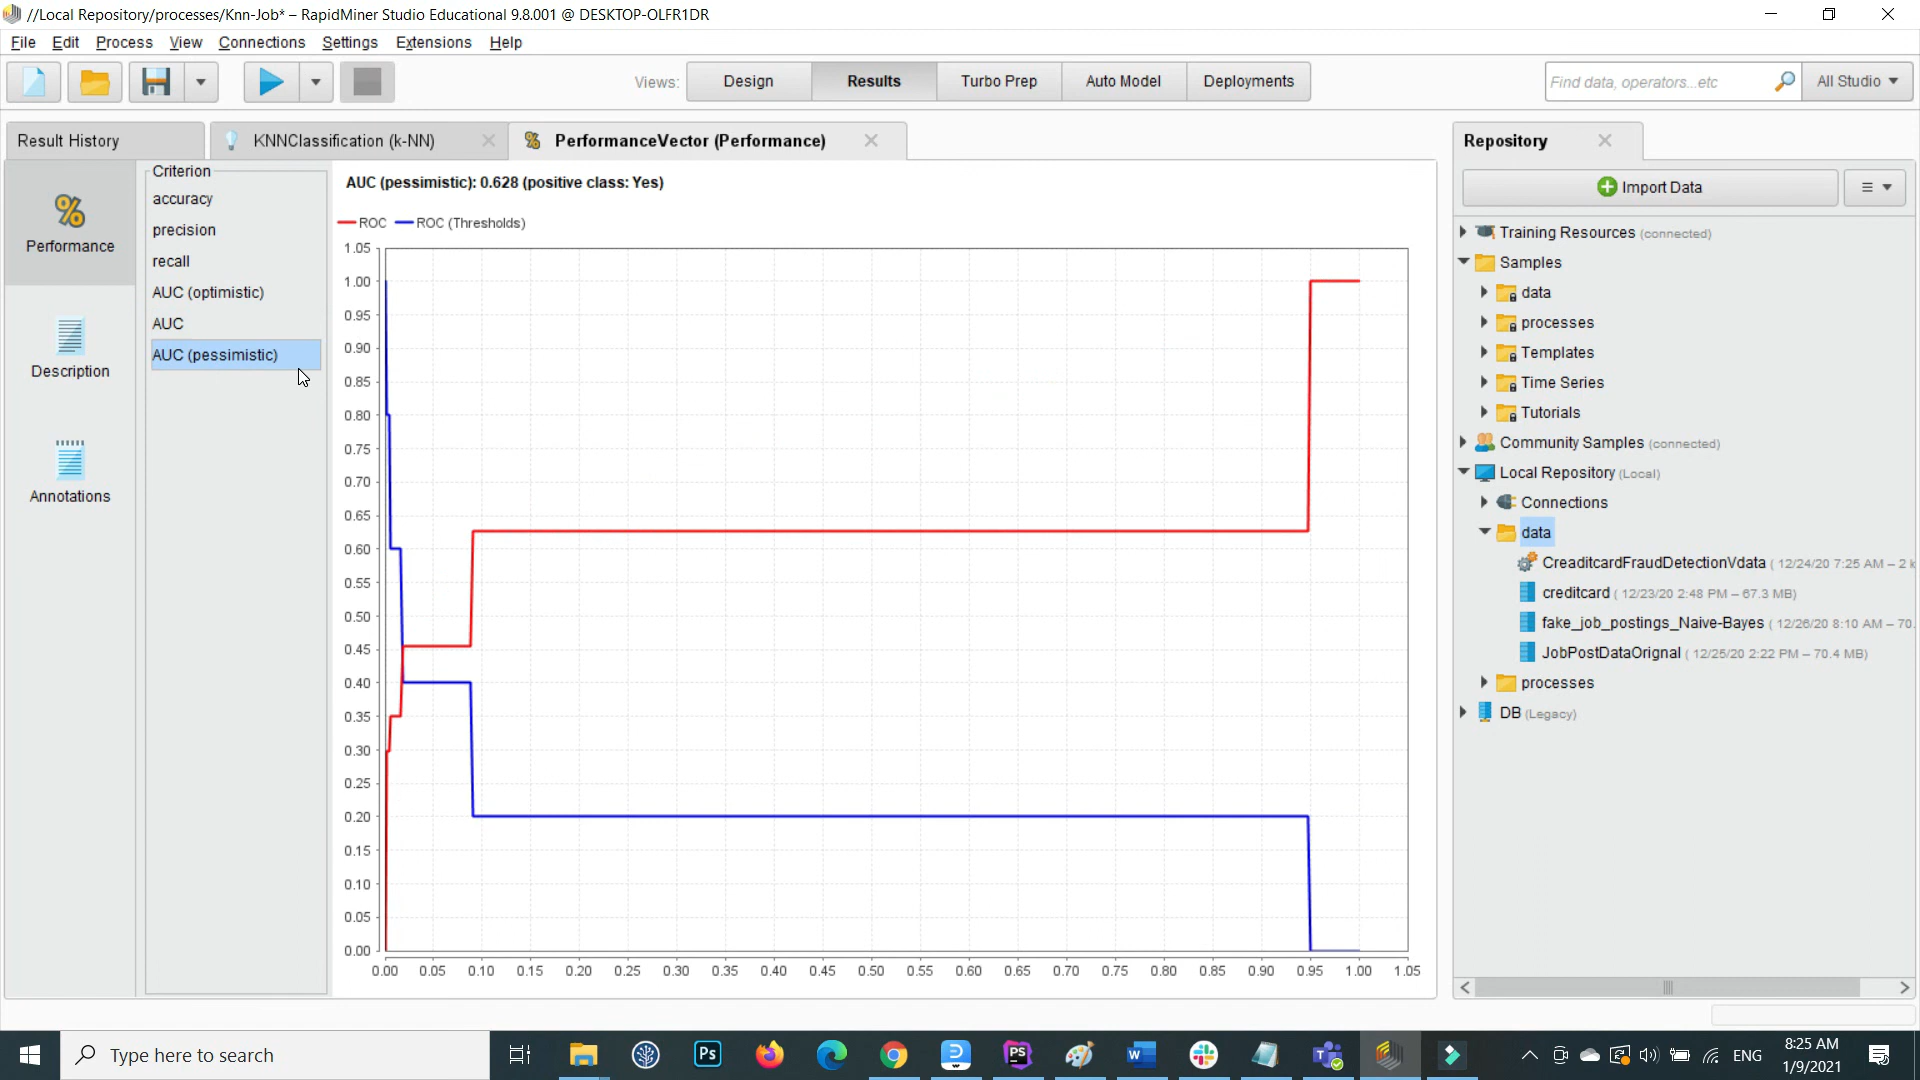 //Local Repository/processes/Knn-Job* – RapidMiner Studio Educational 9.8.001 @ DESKTOP-OLFR1DR
File Edit Process View Connections Settings Extensions Help
Views: Design Results Turbo Prep Auto Model Deployments
Find data, operators...etc
All Studio
Result History
KNNClassification (k-NN)
PerformanceVector (Performance)
Repository
Performance
Description
Annotations
Criterion
accuracy
precision
recall
AUC (optimistic)
AUC
AUC (pessimistic)
AUC (pessimistic): 0.628 (positive class: Yes)
ROC ROC (Thresholds)
1.05
1.00
0.95
0.90
0.85
0.80
0.75
0.70
0.65
0.60
0.55
0.50
0.45
0.40
0.35
0.30
0.25
0.20
0.15
0.10
0.05
0.00
0.00 0.05 0.10 0.15 0.20 0.25 0.30 0.35 0.40 0.45 0.50 0.55 0.60 0.65 0.70 0.75 0.80 0.85 0.90 0.95 1.00 1.05
Import Data
Training Resources (connected)
Samples
data
processes
Templates
Time Series
Tutorials
Community Samples (connected)
Local Repository (Local)
Connections
data
CreaditcardFraudDetectionVdata ( 12/24/20 7:25 AM – 2 k
creditcard ( 12/23/20 2:48 PM – 67.3 MB)
fake_job_postings_Naive-Bayes ( 12/26/20 8:10 AM – 70.
JobPostDataOrignal ( 12/25/20 2:22 PM – 70.4 MB)
processes
DB (Legacy)
Type here to search
Ps
PS
W
ENG
8:25 AM
1/9/2021